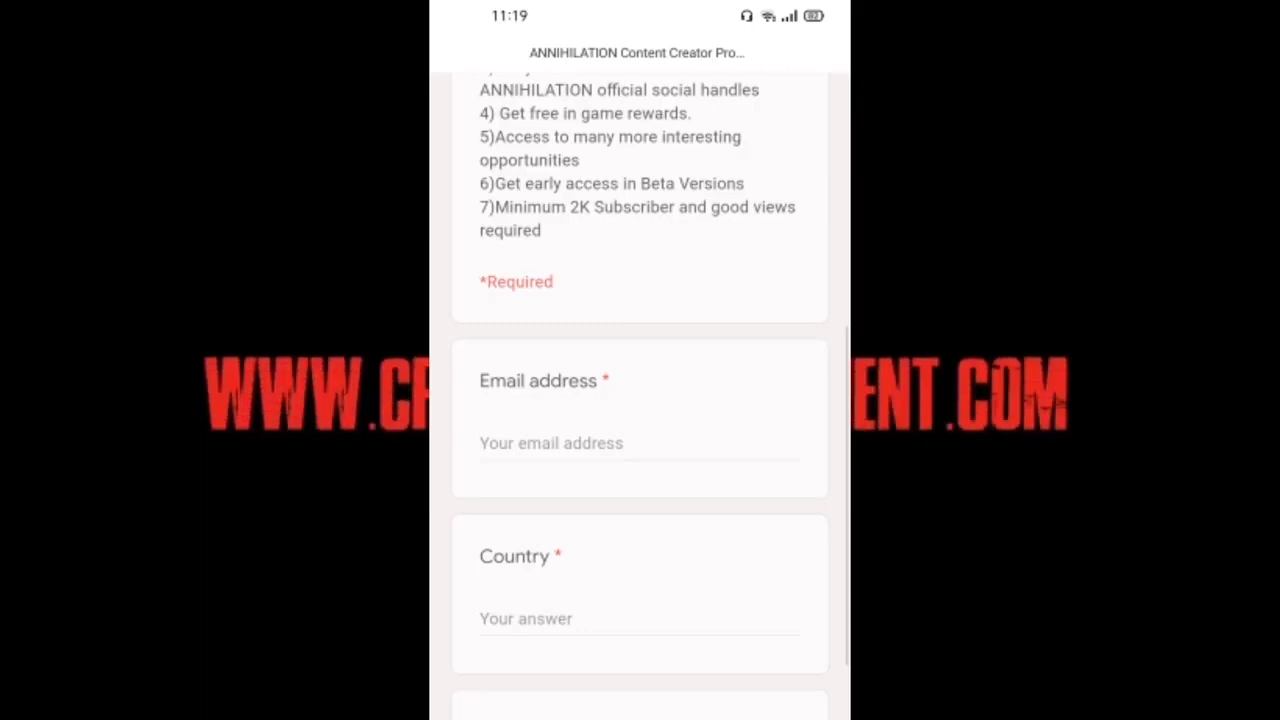 11:19
82
ANNIHILATION Content Creator Pro...
ANNIHILATION official social handles
4) Get free in game rewards.
5)Access to many more interesting
opportunities
6)Get early access in Beta Versions
7)Minimum 2K Subscriber and good views
required
*Required
Email address *
WWW.CR ENT.COM
Your email address
Country *
Your answer